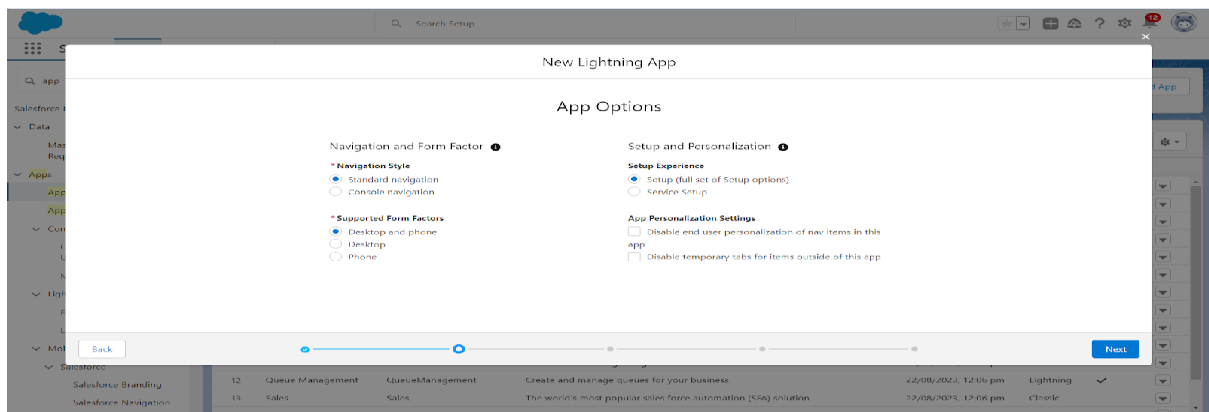 Search Setup
12
New Lightning App
app
App
App Options
Data
Navigation and Form Factor
Setup and Personalization
* Navigation Style
Setup Experience
Standard navigation
Setup (full set of Setup options)
Apps
Console navigation
Service Setup
* Supported Form Factors
App Personalization Settings
Desktop and phone
Disable end user personalization of nav items in this
app
Desktop
Phone
Disable temporary tabs for items outside of this app
Back
Next
Salesforce
12 Queue Management QueueManagement Create and manage queues for your business. 22/08/2023, 12:06 pm Lightning
Salesforce Branding
13 Sales Sales The world's most popular sales force automation (SFA) solution 22/08/2023, 12:06 pm Classic
Salesforce Navigation